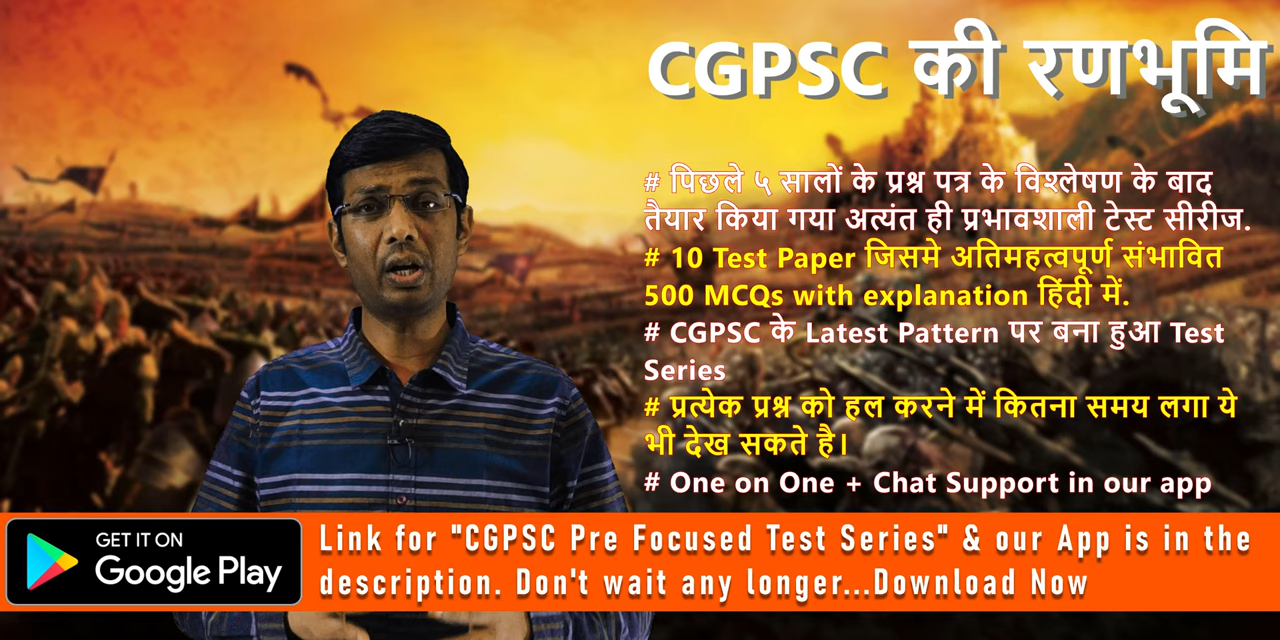 CGPSC की रणभूमि
# पिछले ५ सालों के प्रश्न पत्र के विश्लेषण के बाद
तैयार किया गया अत्यंत ही प्रभावशाली टेस्ट सीरीज.
# 10 Test Paper जिसमे अतिमहत्वपूर्ण संभावित
500 MCQs with explanation हिंदी में.
# CGPSC के Latest Pattern पर बना हुआ Test
Series
# प्रत्येक प्रश्न को हल करने में कितना समय लगा ये
भी देख सकते है।
# One on One + Chat Support in our app
GET IT ON
Google Play
Link for "CGPSC Pre Focused Test Series" & our App is in the
description. Don't wait any longer...Download Now